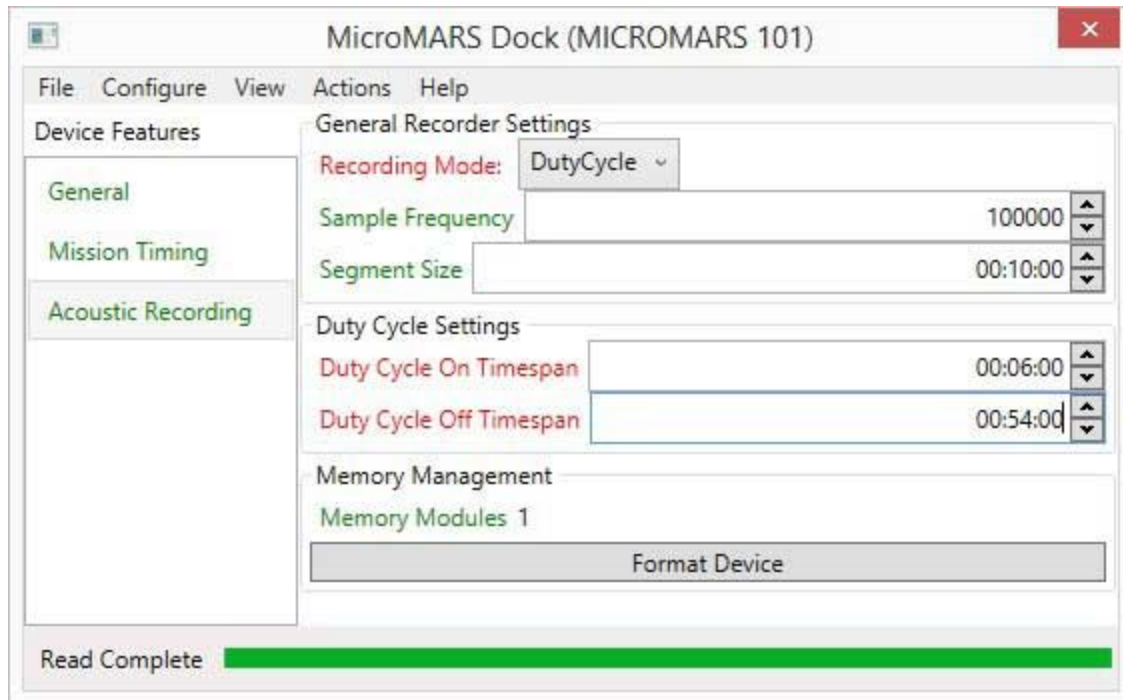 MicroMARS Dock (MICROMARS 101)
File Configure View Actions Help
Device Features
General
Mission Timing
Acoustic Recording
General Recorder Settings
Recording Mode: DutyCycle
Sample Frequency 100000
Segment Size 00:10:00
Duty Cycle Settings
Duty Cycle On Timespan 00:06:00
Duty Cycle Off Timespan 00:54:00
Memory Management
Memory Modules 1
Format Device
Read Complete